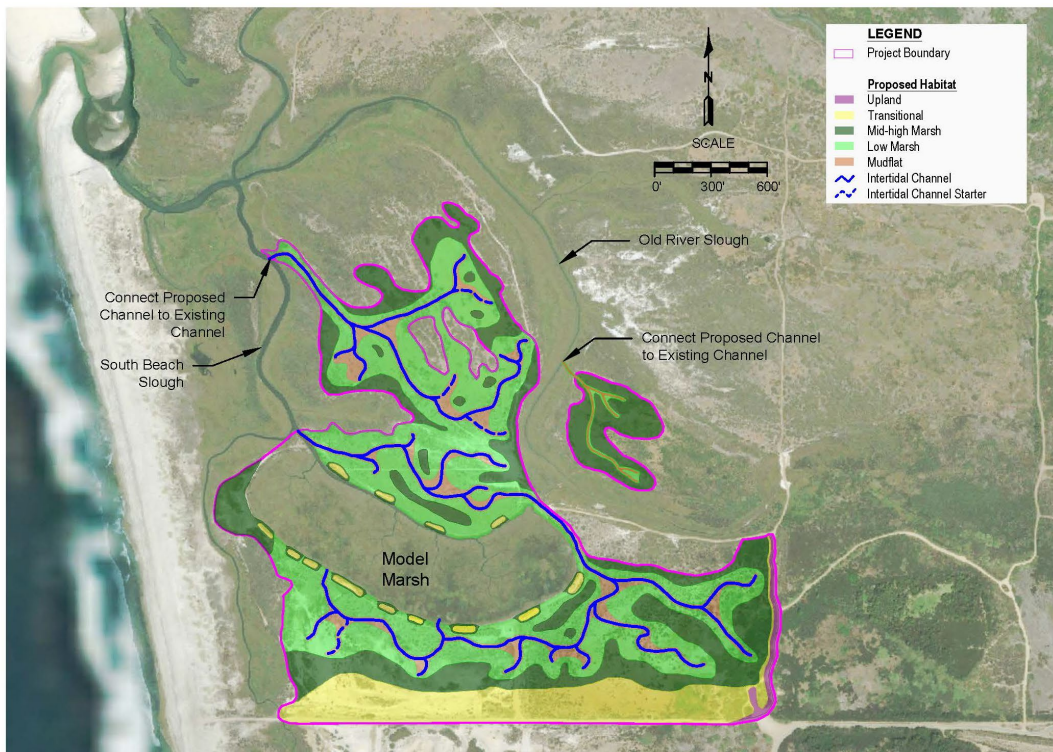 LEGEND
Project Boundary
Proposed Habitat
Upland
Transitional
Mid-high Marsh
Low Marsh
Mudflat
Intertidal Channel
Intertidal Channel Starter
N
SCALE
0' 300' 600'
Old River Slough
Connect Proposed
Channel to Existing
Channel
South Beach
Slough
Connect Proposed Channel
to Existing Channel
Model
Marsh